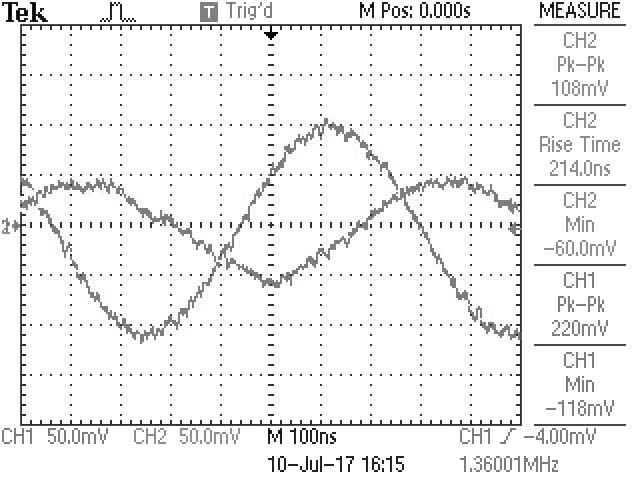 Tek T Trig'd M Pos: 0.000s MEASURE
CH2
Pk-Pk
108mV
CH2
Rise Time
214.0ns
CH2
Min
-60.0mV
CH1
Pk-Pk
220mV
CH1
Min
-118mV
2
CH1 50.0mV CH2 50.0mV M 100ns CH1 -4.00mV
10-Jul-17 16:15 1.36001MHz